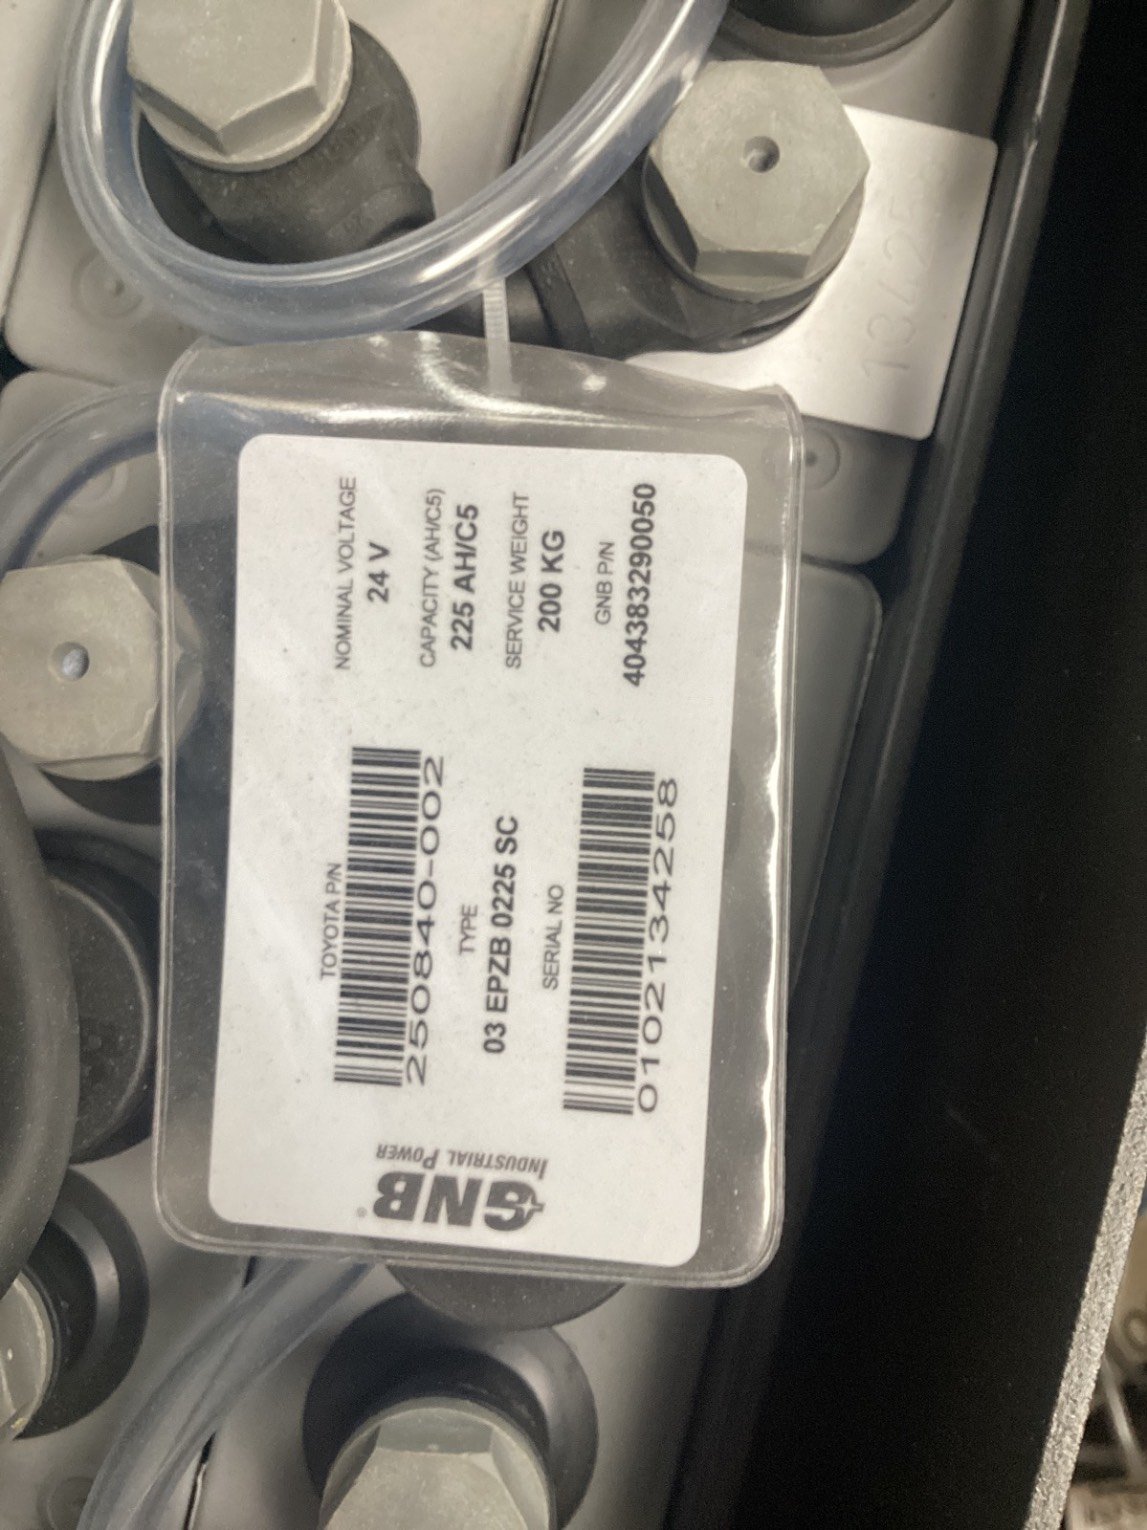 GNB®
INDUSTRIAL POWER
TOYOTA P/N
250840-002
TYPE
03 EPZB 0225 SC
SERIAL NO
0102134258
NOMINAL VOLTAGE
24 V
CAPACITY (AH/C5)
225 AH/C5
SERVICE WEIGHT
200 KG
GNB P/N
404383290050